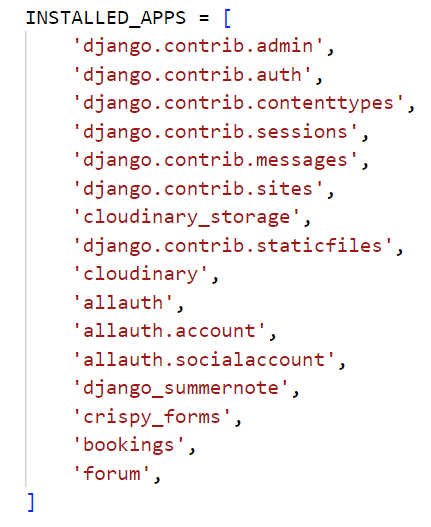 INSTALLED_APPS = [
    'django.contrib.admin',
    'django.contrib.auth',
    'django.contrib.contenttypes',
    'django.contrib.sessions',
    'django.contrib.messages',
    'django.contrib.sites',
    'cloudinary_storage',
    'django.contrib.staticfiles',
    'cloudinary',
    'allauth',
    'allauth.account',
    'allauth.socialaccount',
    'django_summernote',
    'crispy_forms',
    'bookings',
    'forum',
]